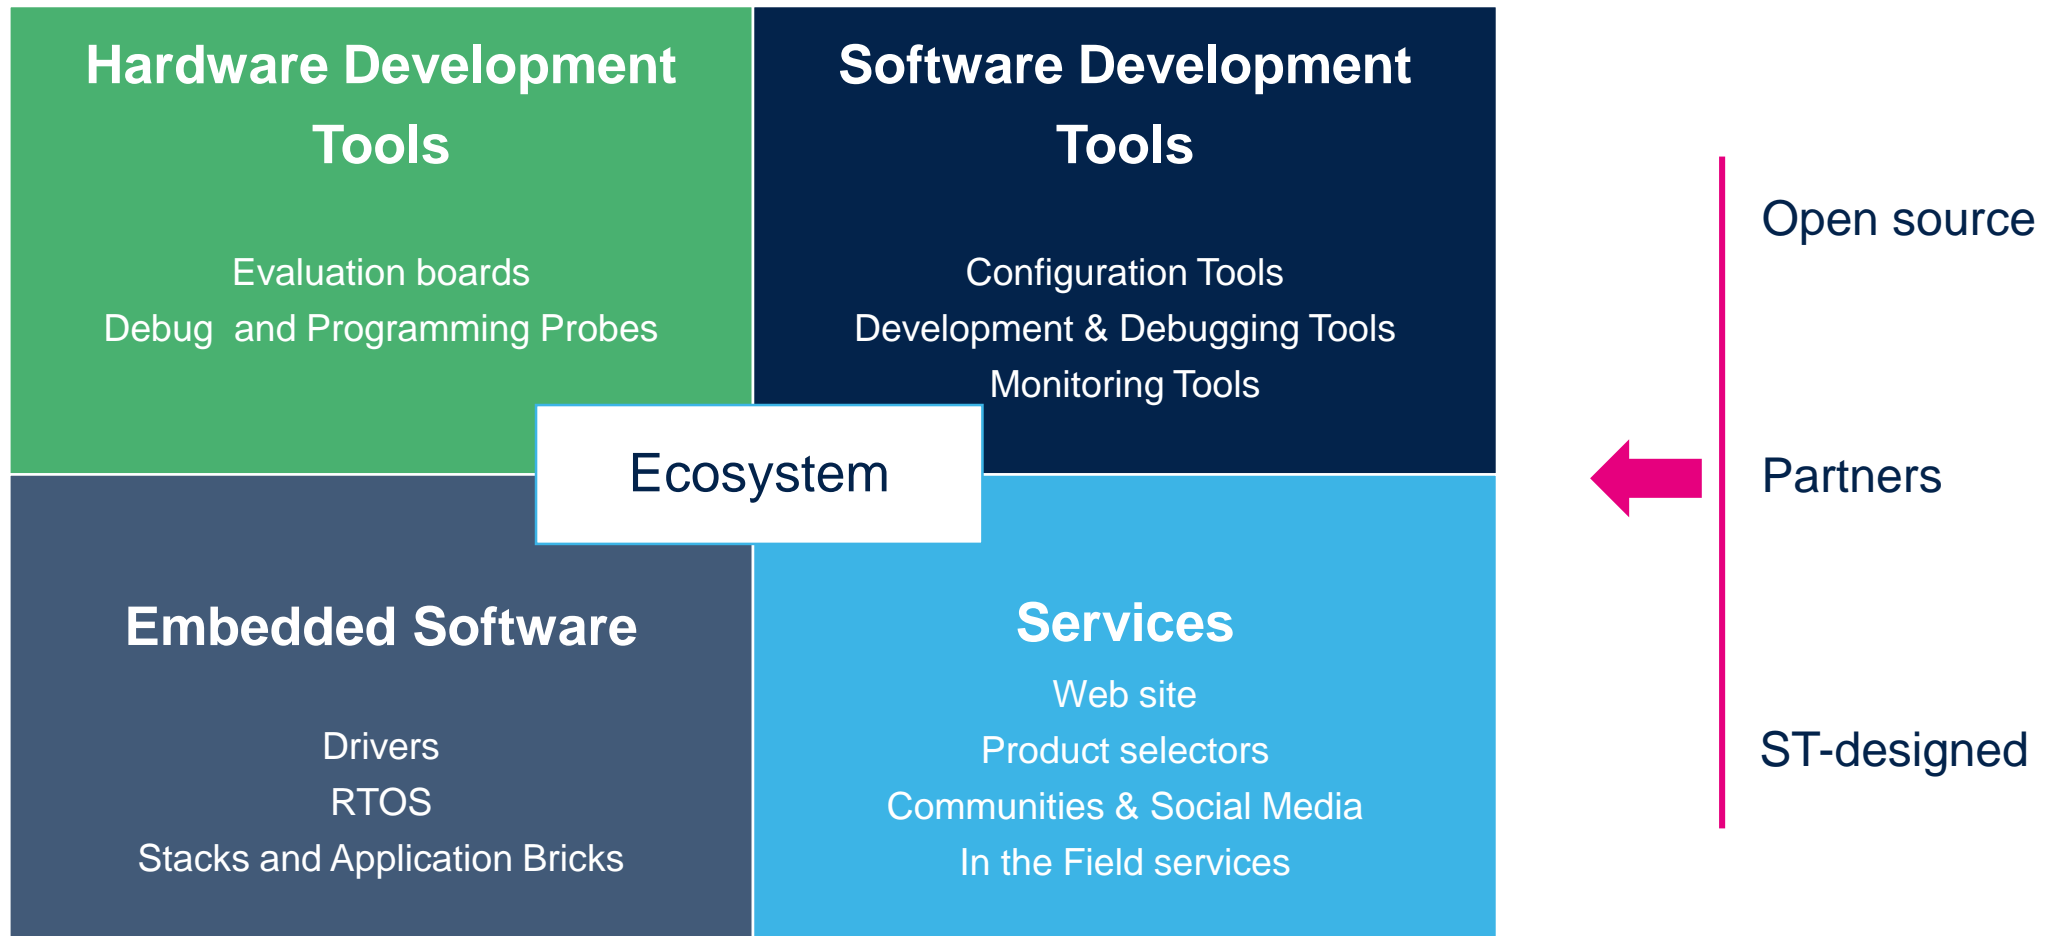 Hardware Development
Tools
Evaluation boards
Debug  and Programming Probes
Software Development
Tools
Configuration Tools
Development & Debugging Tools
Monitoring Tools
Ecosystem
Embedded Software
Drivers
RTOS
Stacks and Application Bricks
Services
Web site
Product selectors
Communities & Social Media
In the Field services
Open source
Partners
ST-designed